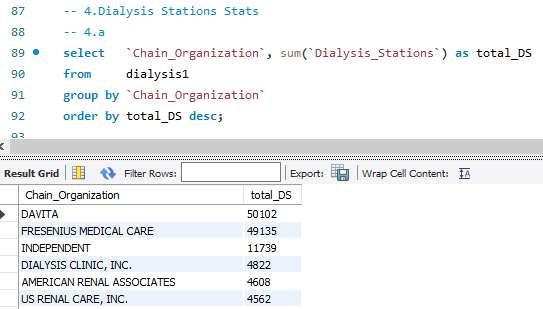 87 -- 4.Dialysis Stations Stats
88 -- 4.a
89 select `Chain_Organization`, sum(`Dialysis_Stations`) as total_DS
90 from dialysis1
91 group by `Chain_Organization`
92 order by total_DS desc;
93
Result Grid Filter Rows: Export: Wrap Cell Content:
Chain_Organization total_DS
DAVITA 50102
FRESENIUS MEDICAL CARE 49135
INDEPENDENT 11739
DIALYSIS CLINIC, INC. 4822
AMERICAN RENAL ASSOCIATES 4608
US RENAL CARE, INC. 4562